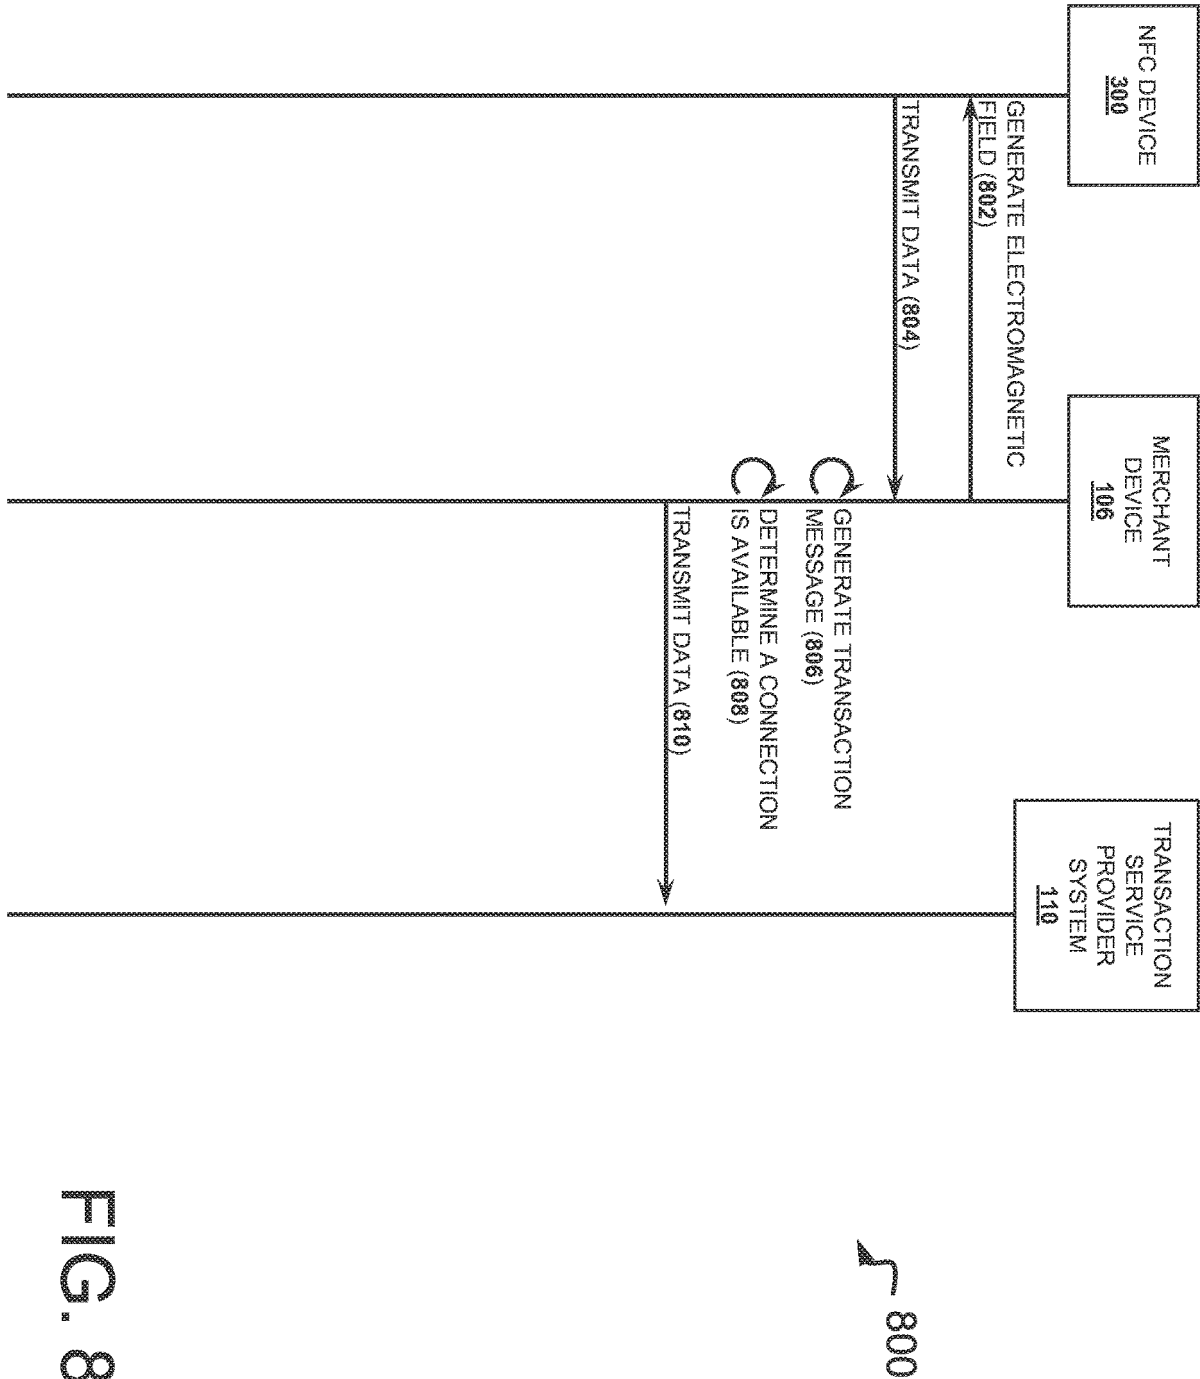 NFC DEVICE
300
MERCHANT
DEVICE
106
TRANSACTION
SERVICE
PROVIDER
SYSTEM
110
GENERATE ELECTROMAGNETIC
FIELD (802)
TRANSMIT DATA (804)
GENERATE TRANSACTION
MESSAGE (806)
DETERMINE A CONNECTION
IS AVAILABLE (808)
TRANSMIT DATA (810)
800
FIG. 8